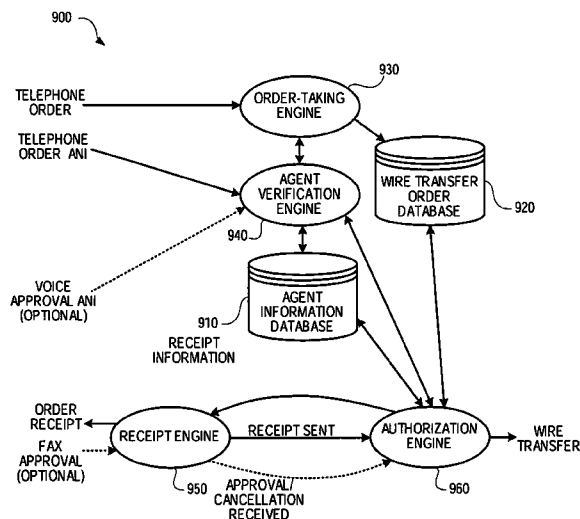 900
930
TELEPHONE
ORDER
ORDER-TAKING
ENGINE
TELEPHONE
ORDER ANI
AGENT
VERIFICATION
ENGINE
940
WIRE TRANSFER
ORDER
DATABASE
920
VOICE
APPROVAL ANI
(OPTIONAL)
910
AGENT
INFORMATION
DATABASE
RECEIPT
INFORMATION
ORDER
RECEIPT
FAX
APPROVAL
(OPTIONAL)
RECEIPT ENGINE
950
RECEIPT SENT
APPROVAL/
CANCELLATION
RECEIVED
AUTHORIZATION
ENGINE
960
WIRE
TRANSFER